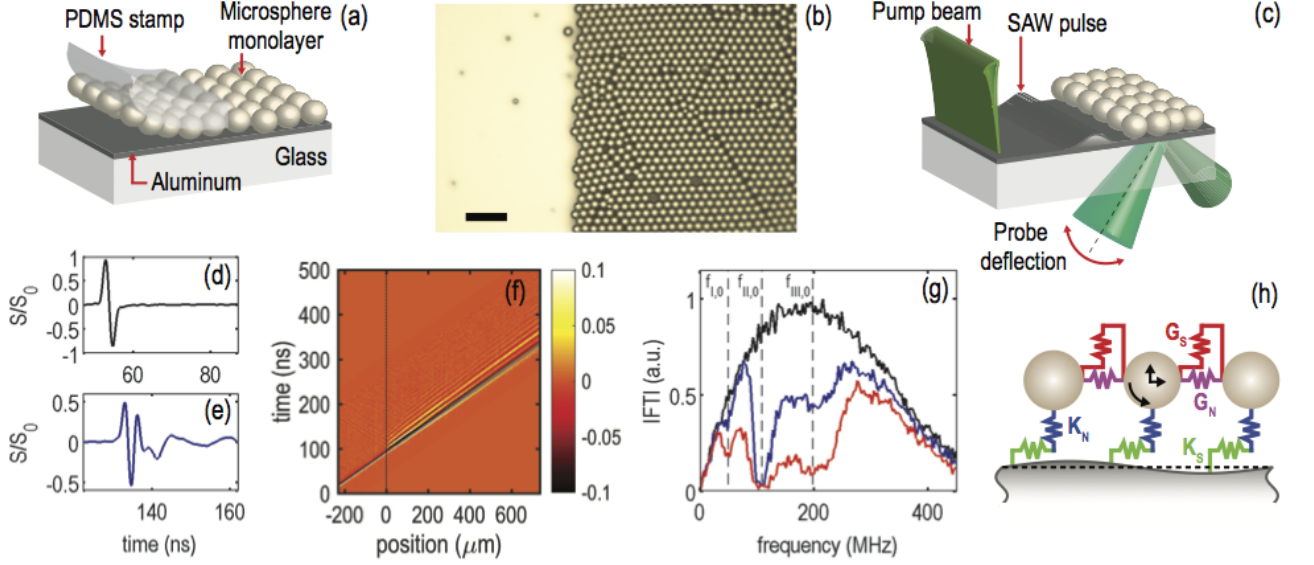 PDMS stamp
Microsphere
monolayer
(a)
Glass
Aluminum
(b)
Pump beam
SAW pulse
(c)
Probe
deflection
S/S0
1
0.5
0
-0.5
-1
(d)
60
80
S/S0
0.5
0
-0.5
(e)
140
160
time (ns)
time (ns)
500
400
300
200
100
0
(f)
-200 0 200 400 600
position (μm)
0.1
0.05
0
-0.05
-0.1
|FT| (a.u.)
1
0.5
0
fI,0
fII,0
fIII,0
(g)
0
200
400
frequency (MHz)
(h)
GS
GN
KN
KS